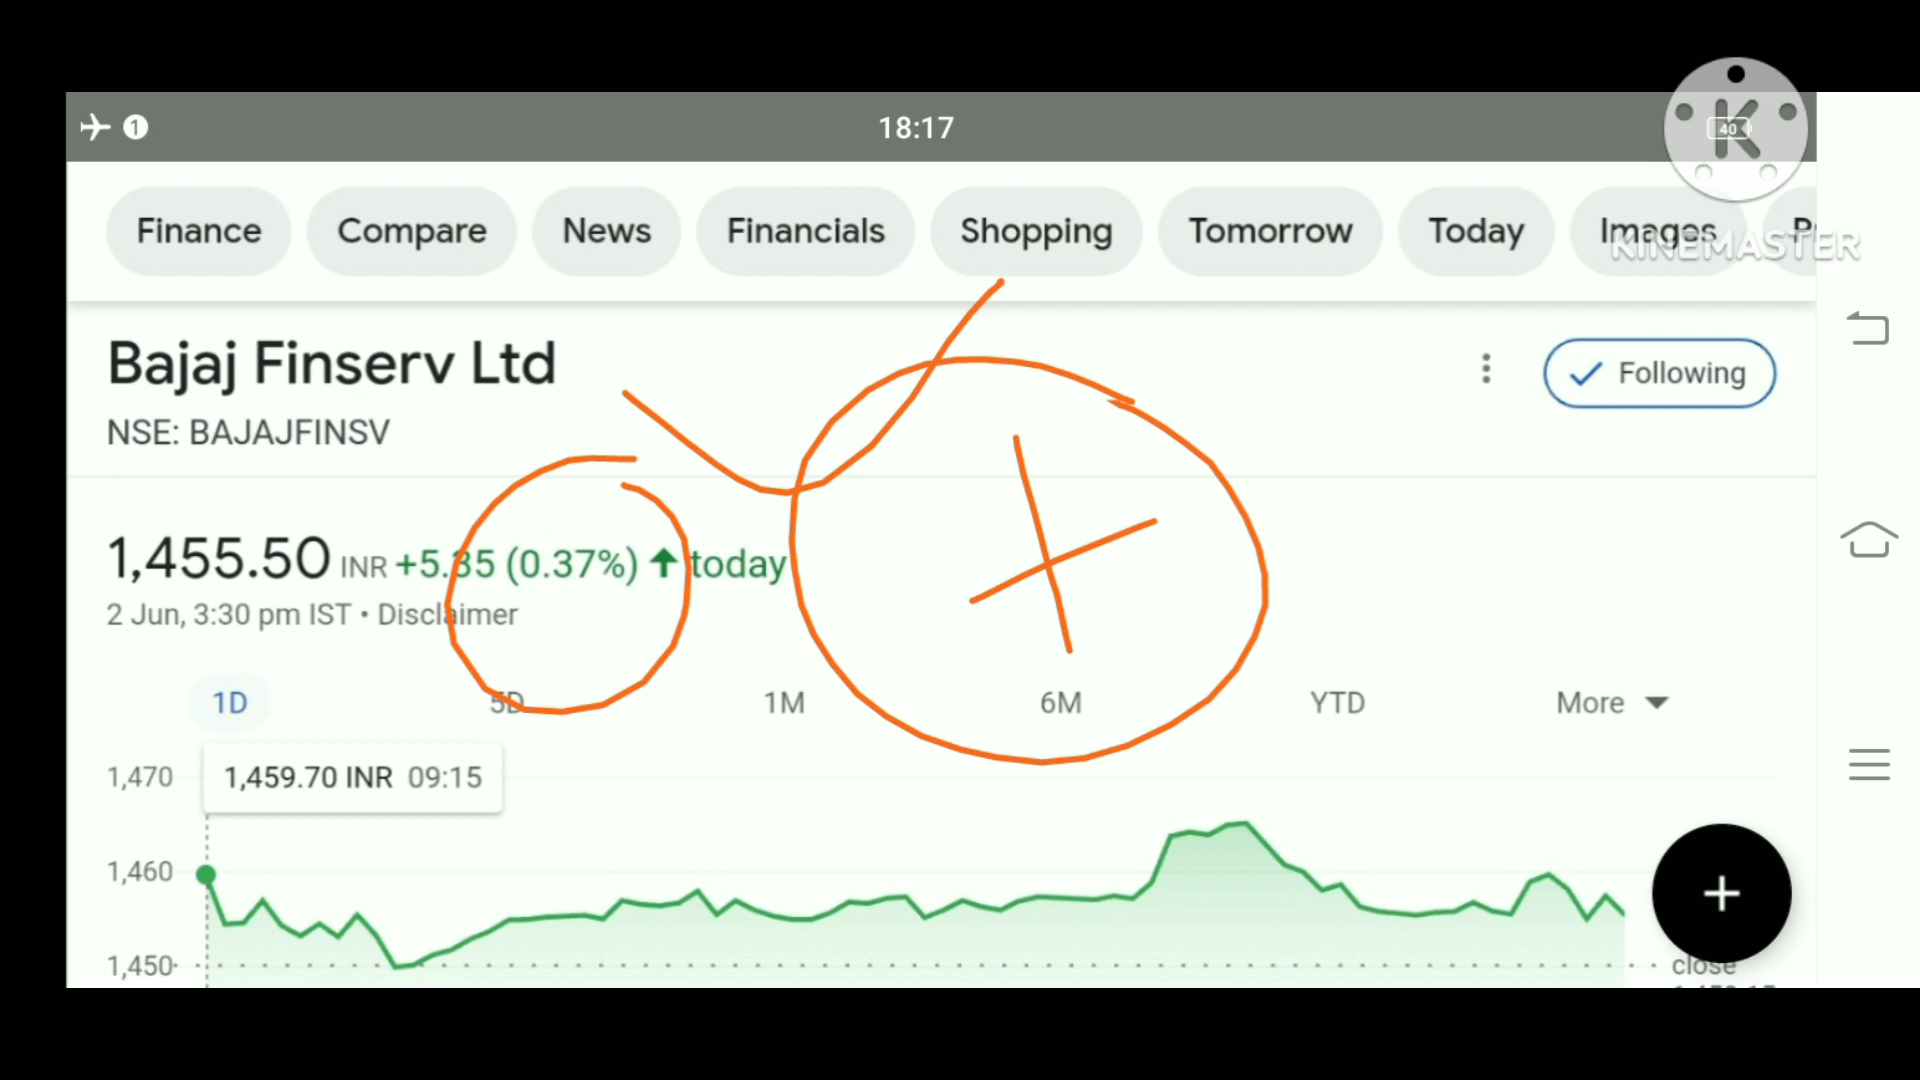 18:17
1
40
K
KINEMASTER
Finance Compare News Financials Shopping Tomorrow Today Images
Bajaj Finserv Ltd
Following
NSE: BAJAJFINSV
1,455.50 INR +5.35 (0.37%) ↑ today
2 Jun, 3:30 pm IST • Disclaimer
1D 5D 1M 6M YTD More
1,470
1,459.70 INR 09:15
1,460
1,450
close